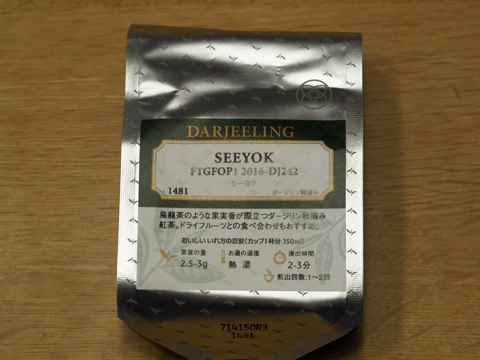 DARJEELING
SEEYOK
FTGFOP1 2016-DJ242
シーヨク
1481 ダージリン秋摘み
烏龍茶のような果実香が際立つダージリン秋摘み
紅茶。ドライフルーツとの食べ合わせもおすすめ。
おいしいいれ方の目安(カップ1杯分 150ml)
茶葉の量 お湯の温度 浸出時間
2.5-3g 熱湯 2-3分
煎出回数:1〜2回
714150R3
1481